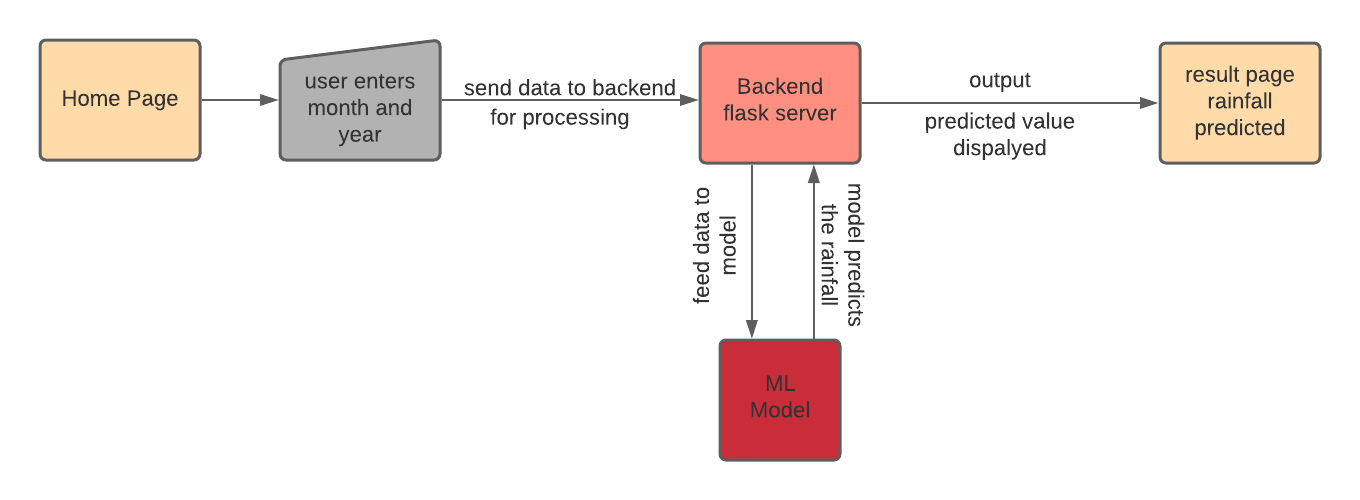 Home Page
user enters
month and
year
send data to backend
for processing
Backend
flask server
output
predicted value
dispalyed
result page
rainfall
predicted
feed data to
model
model predicts
the rainfall
ML
Model